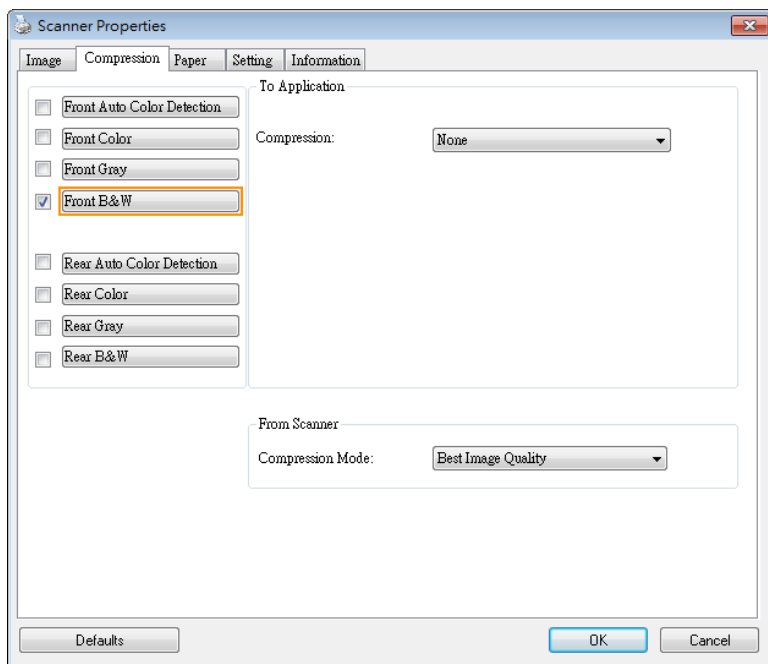 Scanner Properties
Image Compression Paper Setting Information
To Application
Front Auto Color Detection
Front Color
Compression: None
Front Gray
Front B&W
Rear Auto Color Detection
Rear Color
Rear Gray
Rear B&W
From Scanner
Compression Mode: Best Image Quality
Defaults OK Cancel